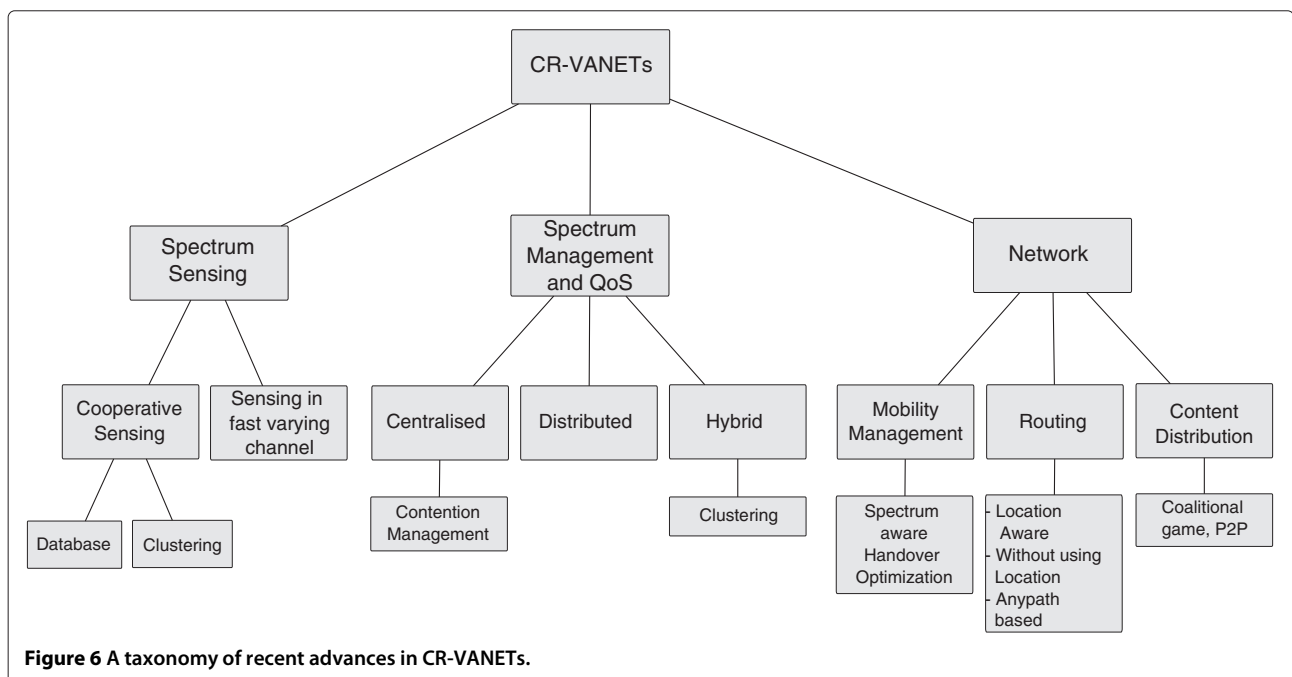 CR-VANETs
Spectrum
Sensing
Spectrum
Management
and QoS
Network
Cooperative
Sensing
Sensing in
fast varying
channel
Centralised
Distributed
Hybrid
Mobility
Management
Routing
Content
Distribution
Database
Clustering
Contention
Management
Clustering
Spectrum
aware
Handover
Optimization
- Location
Aware
- Without using
Location
- Anypath
based
Coalitional
game, P2P
Figure 6 A taxonomy of recent advances in CR-VANETs.